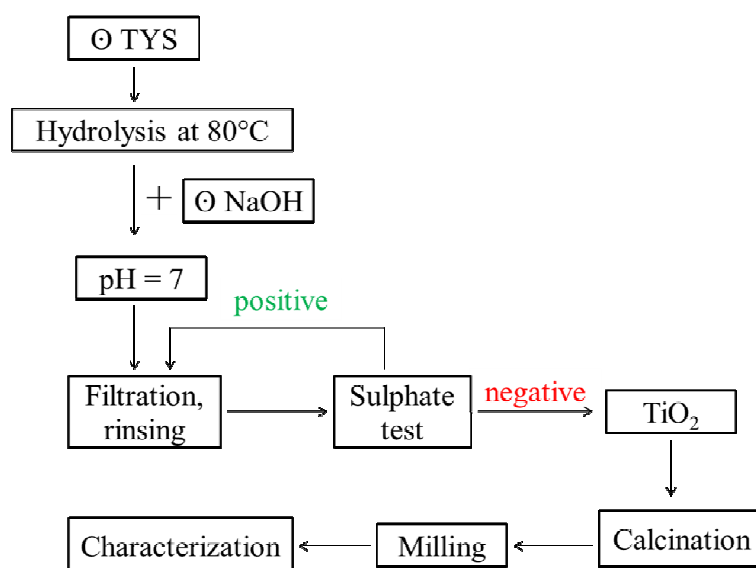 ʘ TYS
Hydrolysis at 80°C
+ ʘ NaOH
pH = 7
positive
Filtration,
rinsing
Sulphate
test
negative
TiO₂
Calcination
Milling
Characterization